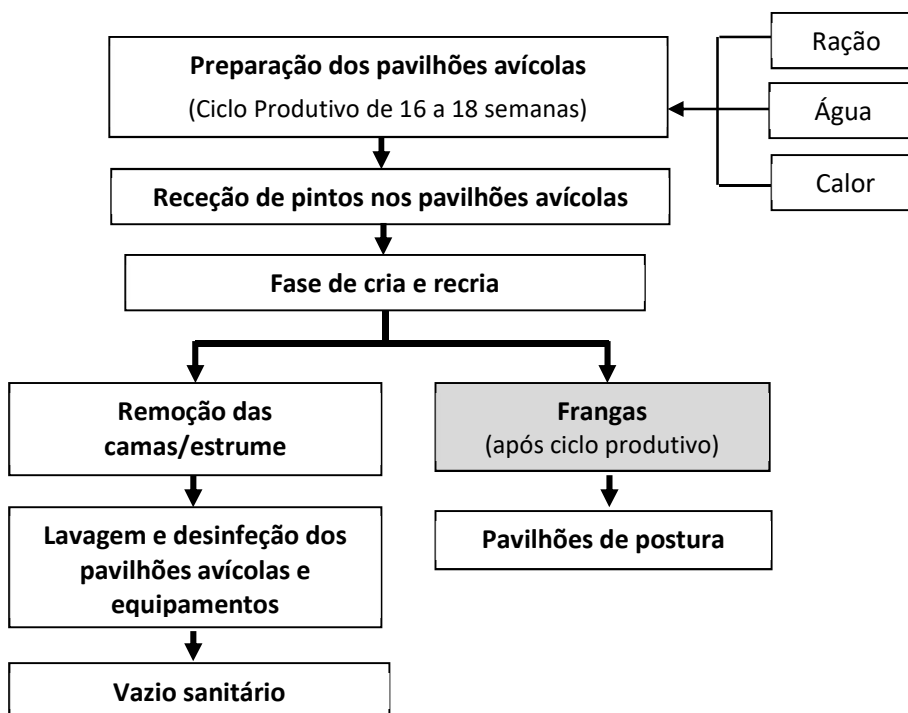 Preparação dos pavilhões avícolas
(Ciclo Produtivo de 16 a 18 semanas)
Ração
Água
Calor
Receção de pintos nos pavilhões avícolas
Fase de cria e recria
Remoção das
camas/estrume
Frangas
(após ciclo produtivo)
Lavagem e desinfeção dos
pavilhões avícolas e
equipamentos
Pavilhões de postura
Vazio sanitário